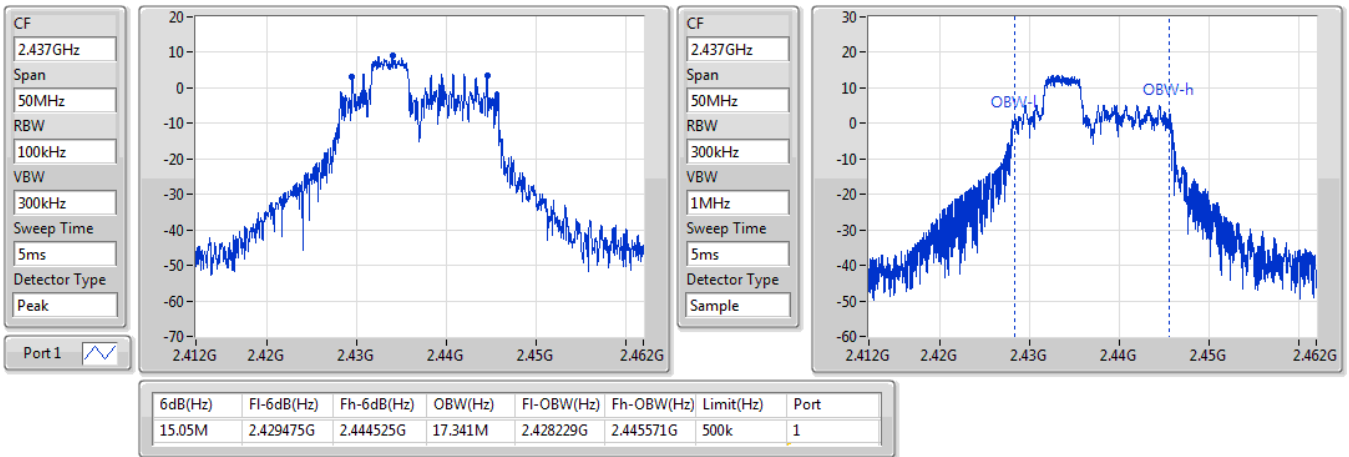 CF
2.437GHz
Span
50MHz
RBW
100kHz
VBW
300kHz
Sweep Time
5ms
Detector Type
Peak
Port 1
20
10
0
-10
-20
-30
-40
-50
-60
-70
2.412G 2.42G 2.43G 2.44G 2.45G 2.462G
CF
2.437GHz
Span
50MHz
RBW
300kHz
VBW
1MHz
Sweep Time
5ms
Detector Type
Sample
30
20
10
0
-10
-20
-30
-40
-50
-60
OBW-l OBW-h
2.412G 2.42G 2.43G 2.44G 2.45G 2.462G
6dB(Hz) Fl-6dB(Hz) Fh-6dB(Hz) OBW(Hz) Fl-OBW(Hz) Fh-OBW(Hz) Limit(Hz) Port
15.05M 2.429475G 2.444525G 17.341M 2.428229G 2.445571G 500k 1